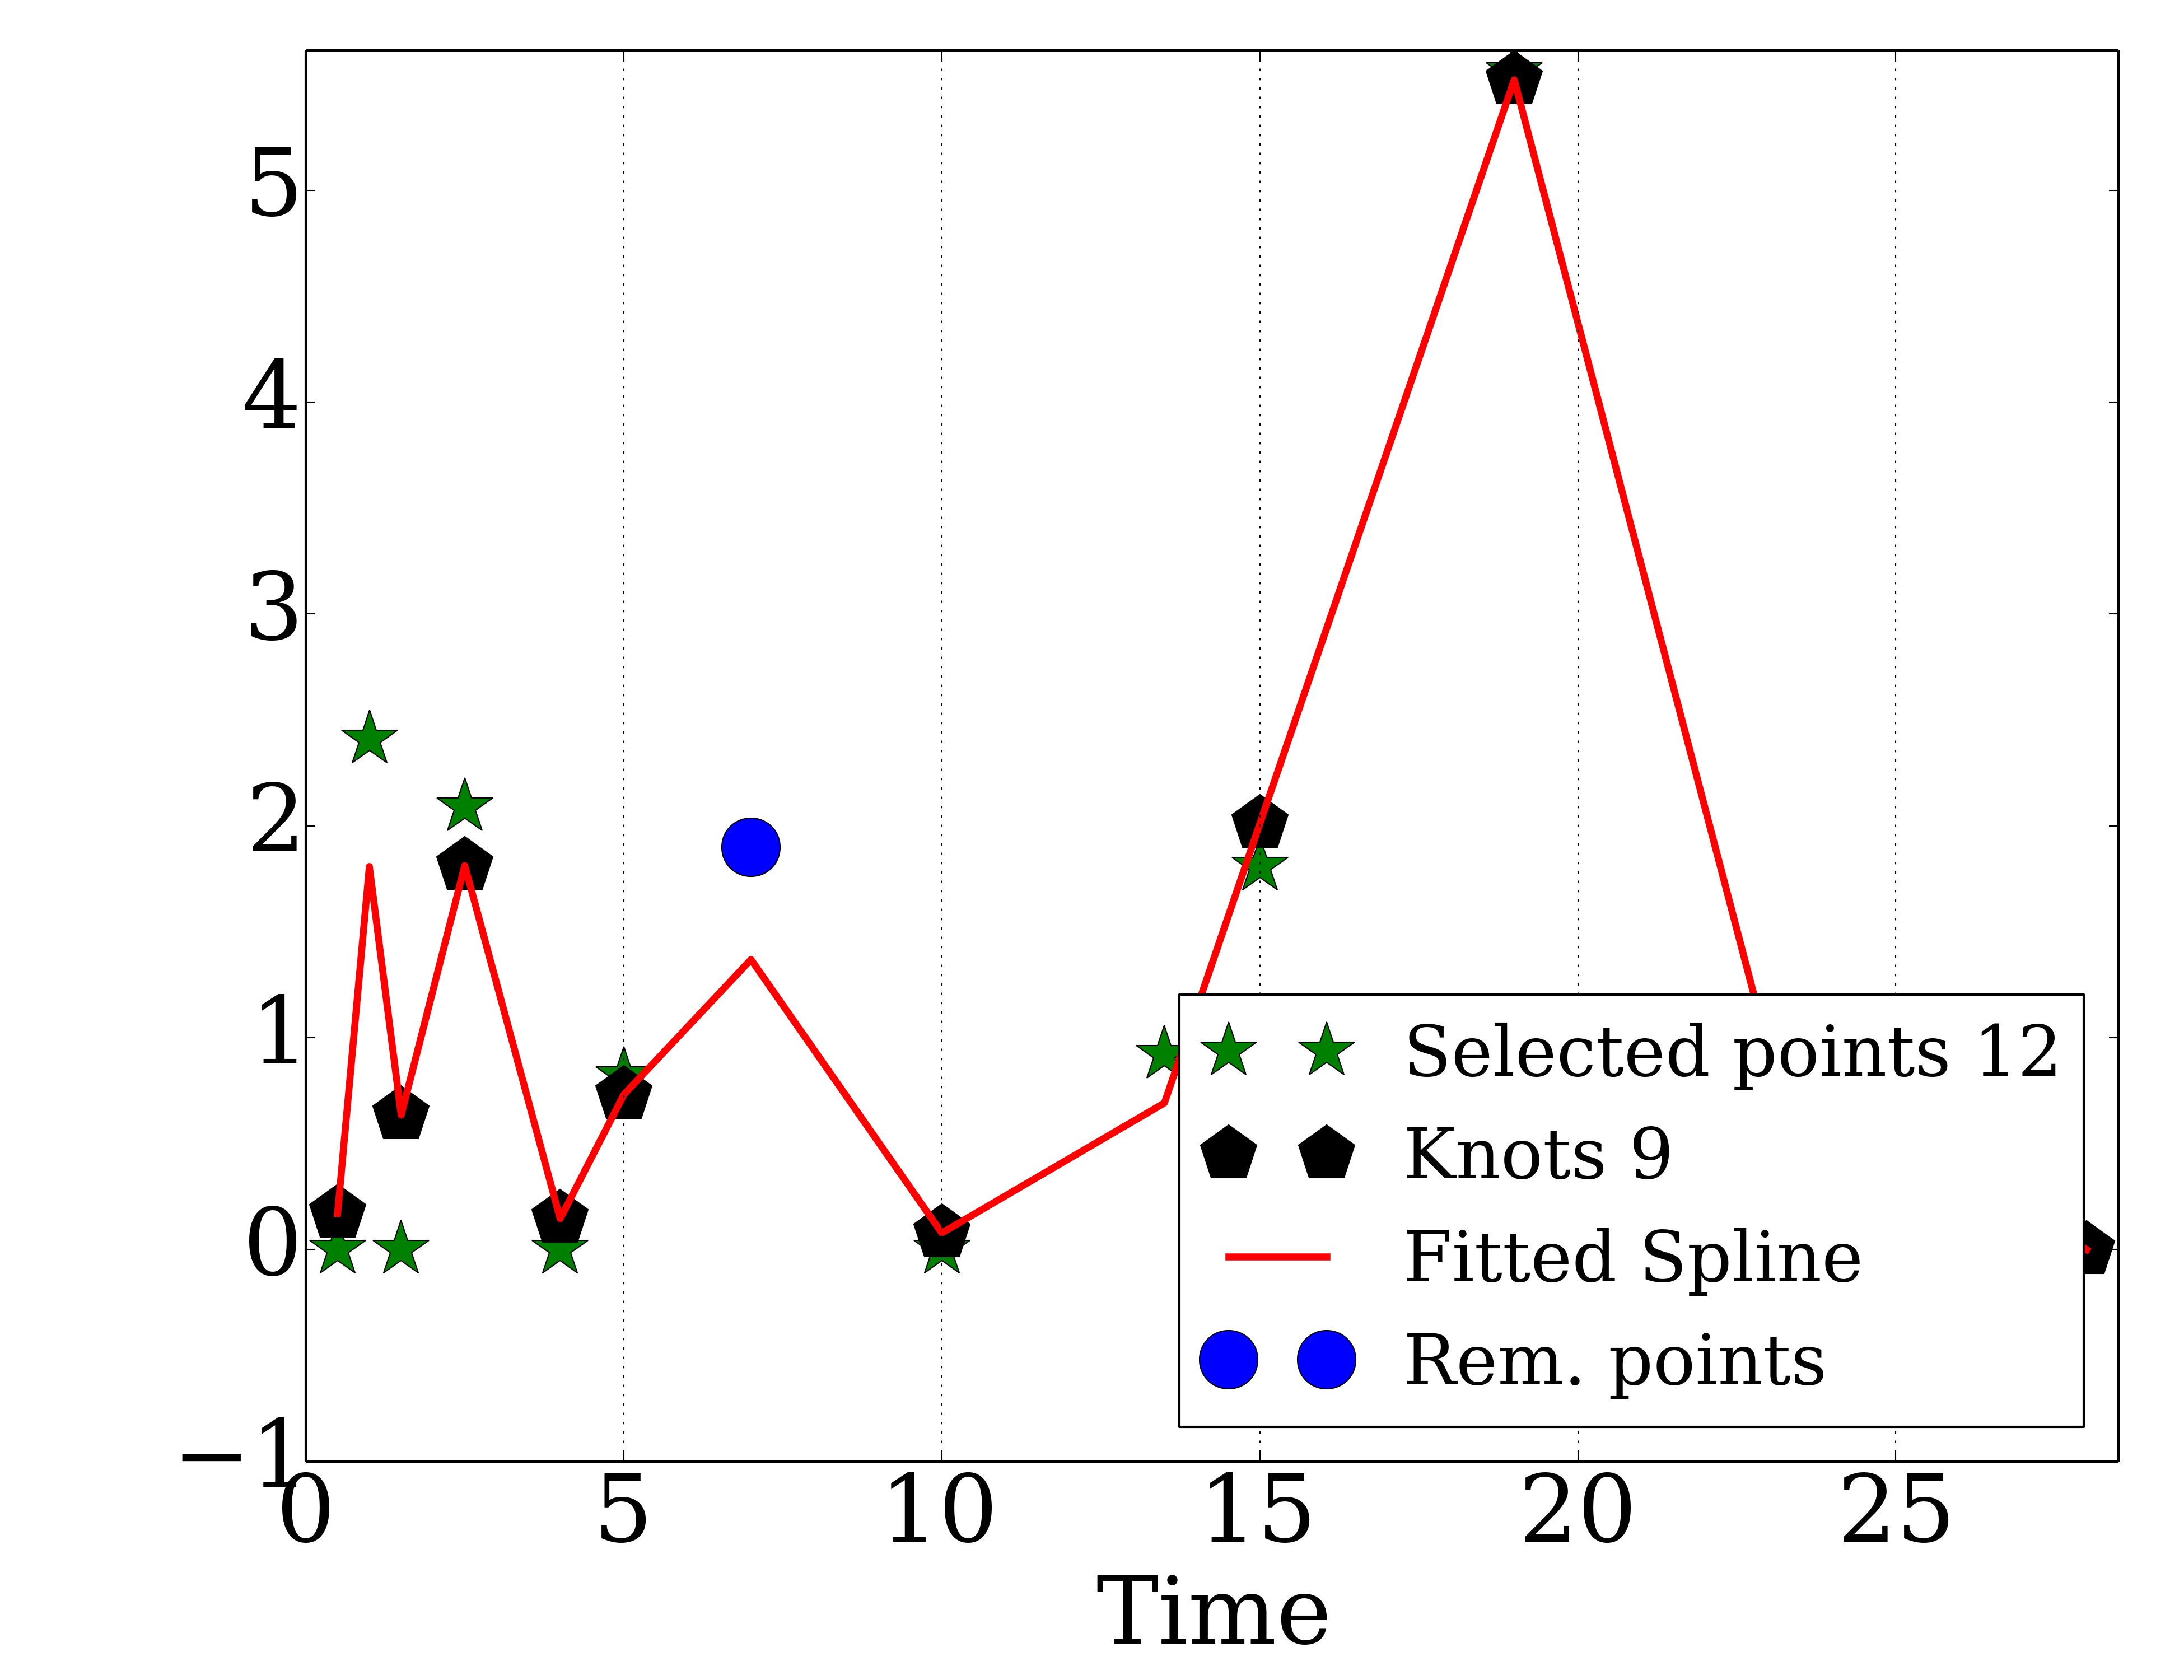 5
4
3
2
1
0
−1
0 5 10 15 20 25
Time
Selected points 12
Knots 9
Fitted Spline
Rem. points